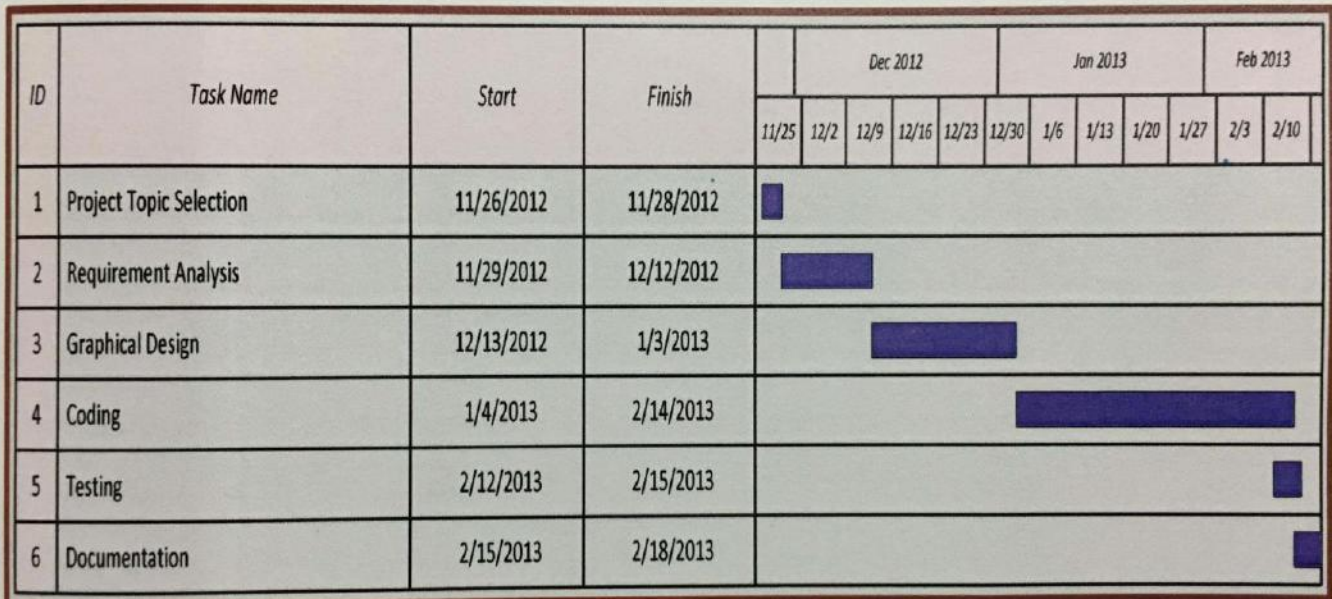 ID Task Name Start Finish Dec 2012 Jan 2013 Feb 2013
11/25 12/2 12/9 12/16 12/23 12/30 1/6 1/13 1/20 1/27 2/3 2/10
1 Project Topic Selection 11/26/2012 11/28/2012
2 Requirement Analysis 11/29/2012 12/12/2012
3 Graphical Design 12/13/2012 1/3/2013
4 Coding 1/4/2013 2/14/2013
5 Testing 2/12/2013 2/15/2013
6 Documentation 2/15/2013 2/18/2013